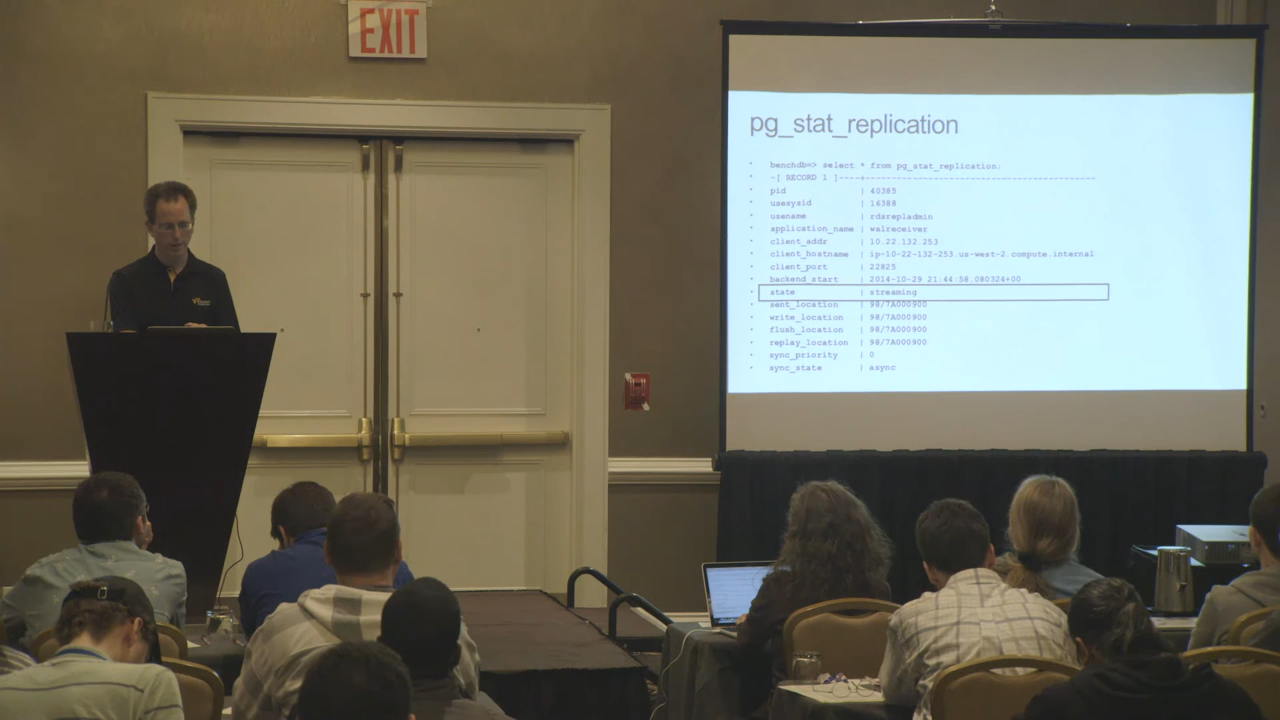 EXIT
pg_stat_replication
• benchdb=> select * from pg_stat_replication;
• -[ RECORD 1 ]----+-------------------------------------------
• pid | 40385
• usesysid | 16388
• usename | rdsrepladmin
• application_name | walreceiver
• client_addr | 10.22.132.253
• client_hostname | ip-10-22-132-253.us-west-2.compute.internal
• client_port | 22825
• backend_start | 2014-10-29 21:44:58.080324+00
• state | streaming
• sent_location | 98/7A000900
• write_location | 98/7A000900
• flush_location | 98/7A000900
• replay_location | 98/7A000900
• sync_priority | 0
• sync_state | async